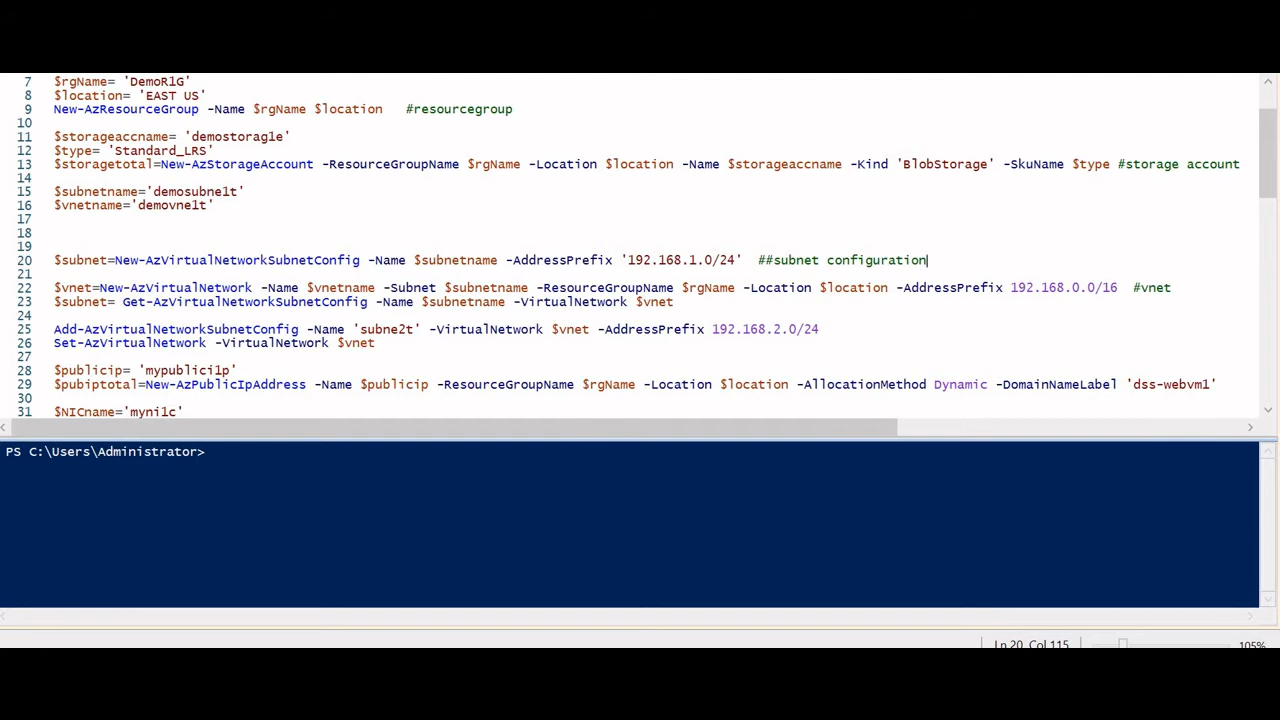 7 $rgName= 'DemoR1G'
8 $location= 'EAST US'
9 New-AzResourceGroup -Name $rgName $location #resourcegroup
10
11 $storageaccname= 'demostorag1e'
12 $type= 'Standard_LRS'
13 $storagetotal=New-AzStorageAccount -ResourceGroupName $rgName -Location $location -Name $storageaccname -Kind 'BlobStorage' -SkuName $type #storage account
14
15 $subnetname='demosubne1t'
16 $vnetname='demovne1t'
17
18
19
20 $subnet=New-AzVirtualNetworkSubnetConfig -Name $subnetname -AddressPrefix '192.168.1.0/24' ##subnet configuration
21
22 $vnet=New-AzVirtualNetwork -Name $vnetname -Subnet $subnetname -ResourceGroupName $rgName -Location $location -AddressPrefix 192.168.0.0/16 #vnet
23 $subnet= Get-AzVirtualNetworkSubnetConfig -Name $subnetname -VirtualNetwork $vnet
24
25 Add-AzVirtualNetworkSubnetConfig -Name 'subne2t' -VirtualNetwork $vnet -AddressPrefix 192.168.2.0/24
26 Set-AzVirtualNetwork -VirtualNetwork $vnet
27
28 $publicip= 'mypublici1p'
29 $pubiptotal=New-AzPublicIpAddress -Name $publicip -ResourceGroupName $rgName -Location $location -AllocationMethod Dynamic -DomainNameLabel 'dss-webvm1'
30
31 $NICname='myni1c'
PS C:\Users\Administrator>
Ln 20 Col 115 105%